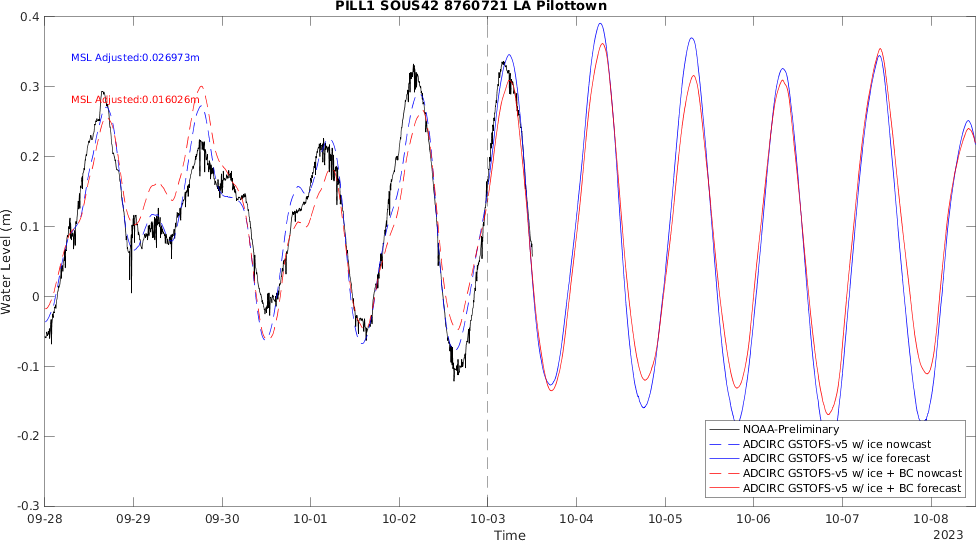 PILL1 SOUS42 8760721 LA Pilottown
0.4
0.3
0.2
0.1
0
-0.1
-0.2
-0.3
Water Level (m)
MSL Adjusted:0.026973m
MSL Adjusted:0.016026m
NOAA-Preliminary
ADCIRC GSTOFS-v5 w/ ice nowcast
ADCIRC GSTOFS-v5 w/ ice forecast
ADCIRC GSTOFS-v5 w/ ice + BC nowcast
ADCIRC GSTOFS-v5 w/ ice + BC forecast
09-28 09-29 09-30 10-01 10-02 10-03 10-04 10-05 10-06 10-07 10-08
Time
2023